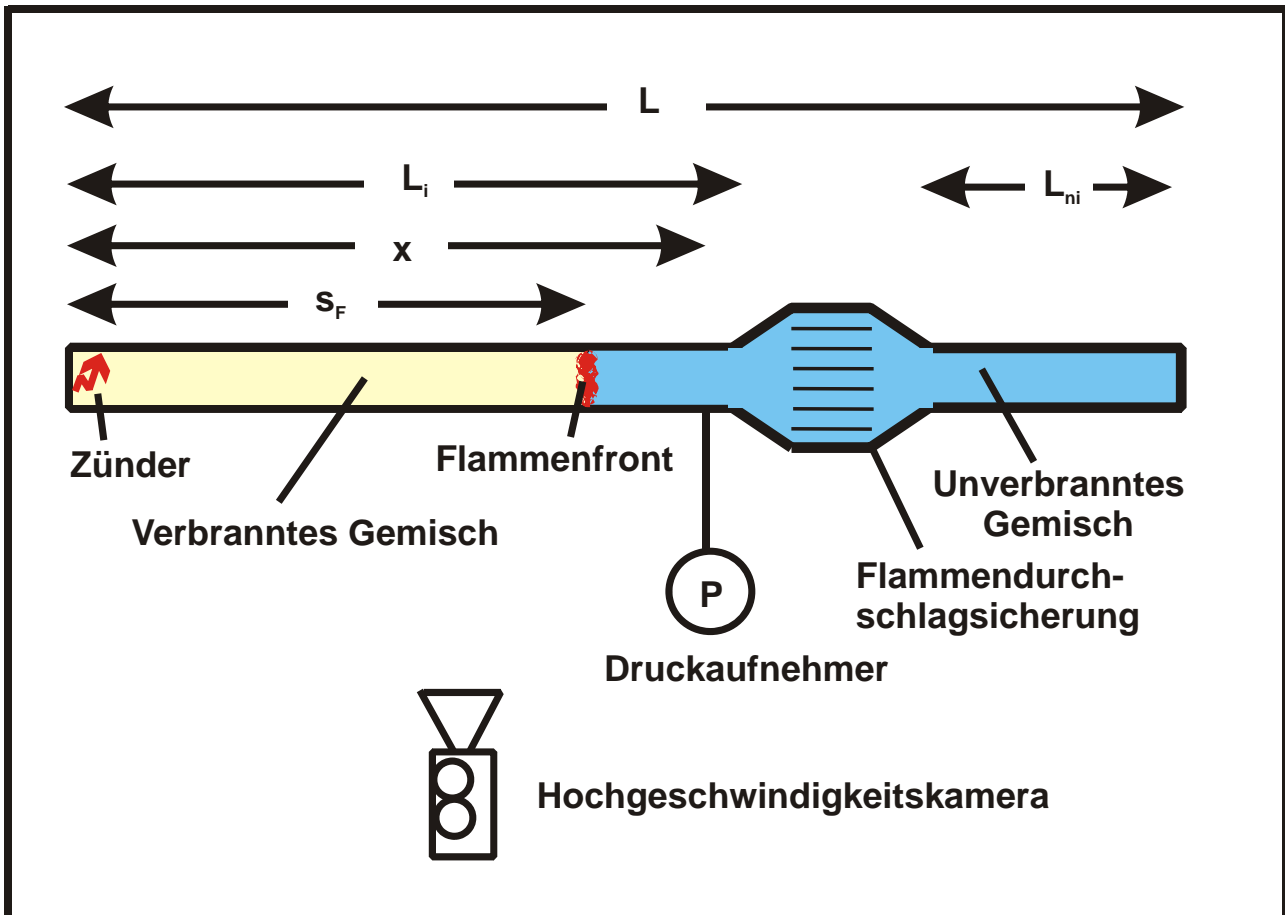 L
Li
Lni
x
sF
Zünder
Flammenfront
Verbranntes Gemisch
Unverbranntes
Gemisch
P
Flammendurch-
schlagsicherung
Druckaufnehmer
Hochgeschwindigkeitskamera